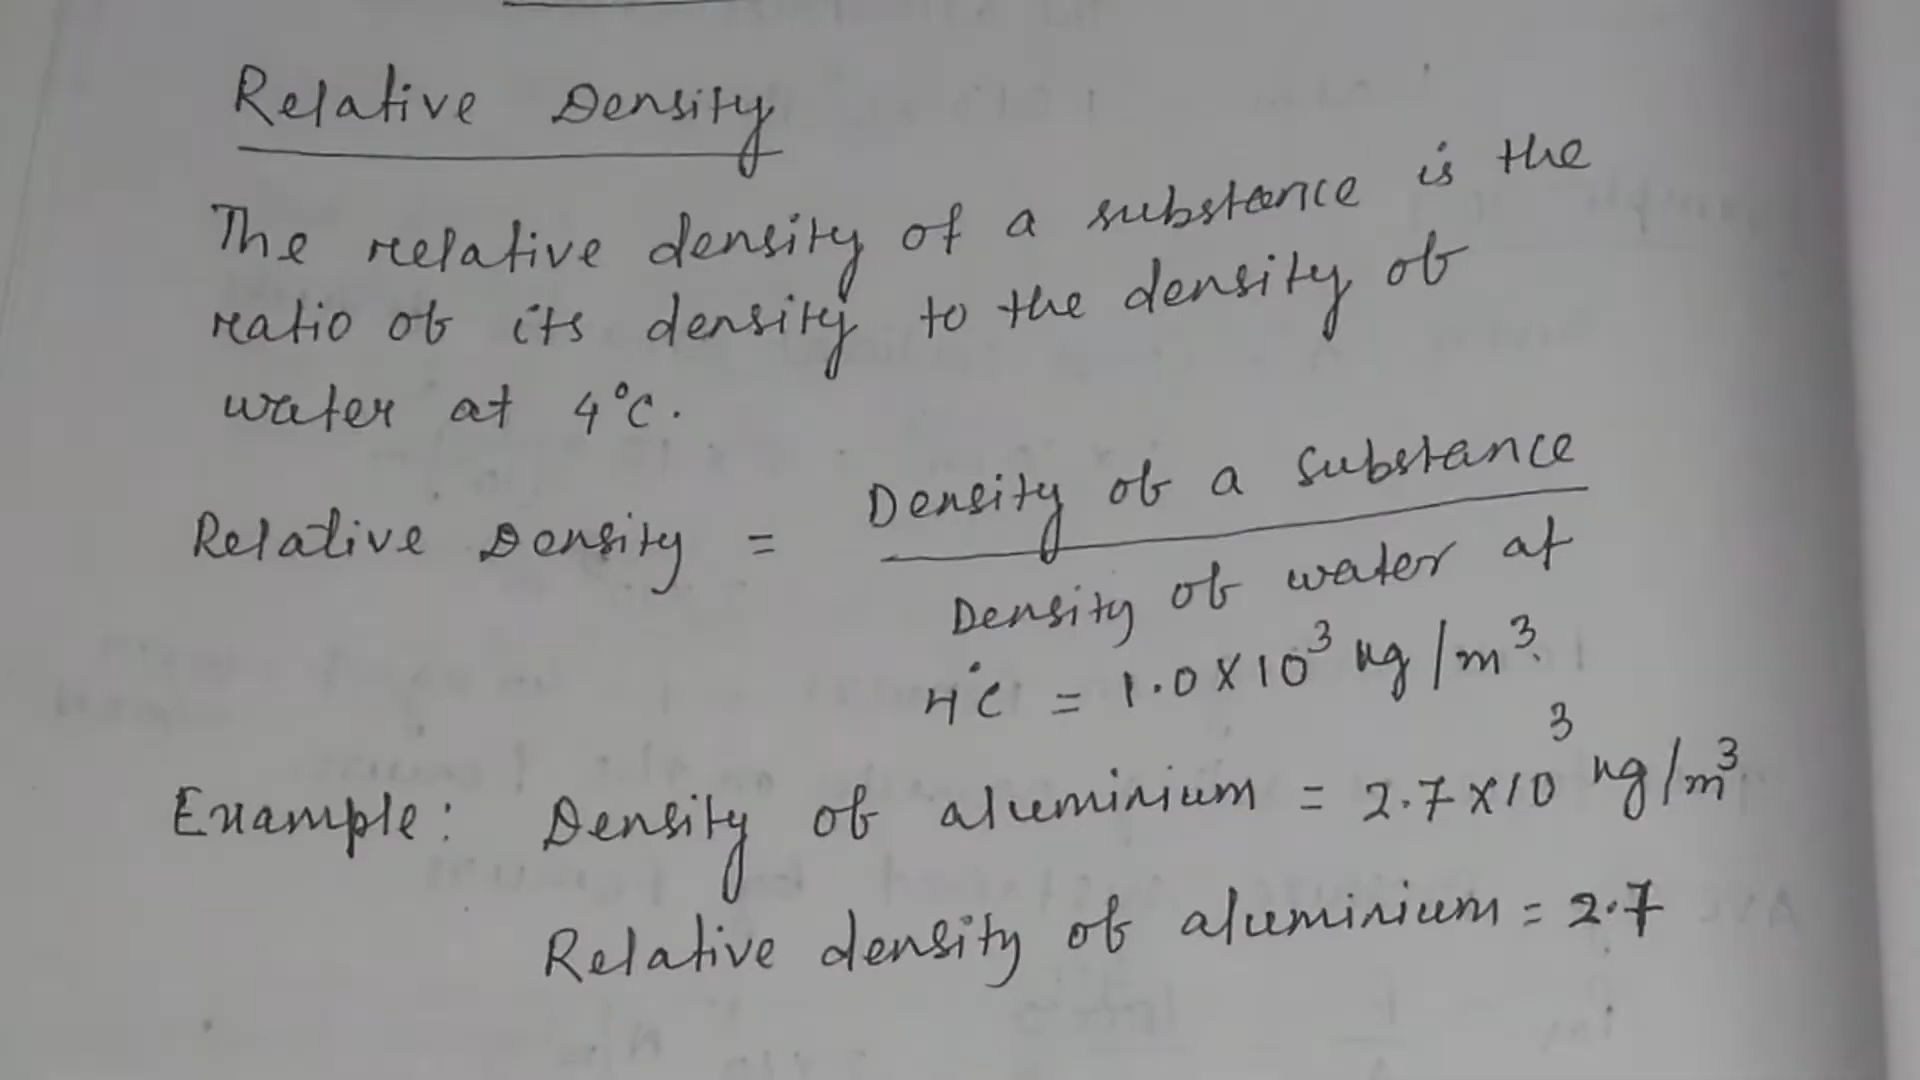 Relative Density
The relative density of a substance is the
ratio of its density to the density of
water at 4°C.
Relative Density = Density of a substance
Density of water at
4°C = 1.0 × 10³ kg/m³.
Example: Density of aluminium = 2.7 × 10³ kg/m³
Relative density of aluminium = 2.7